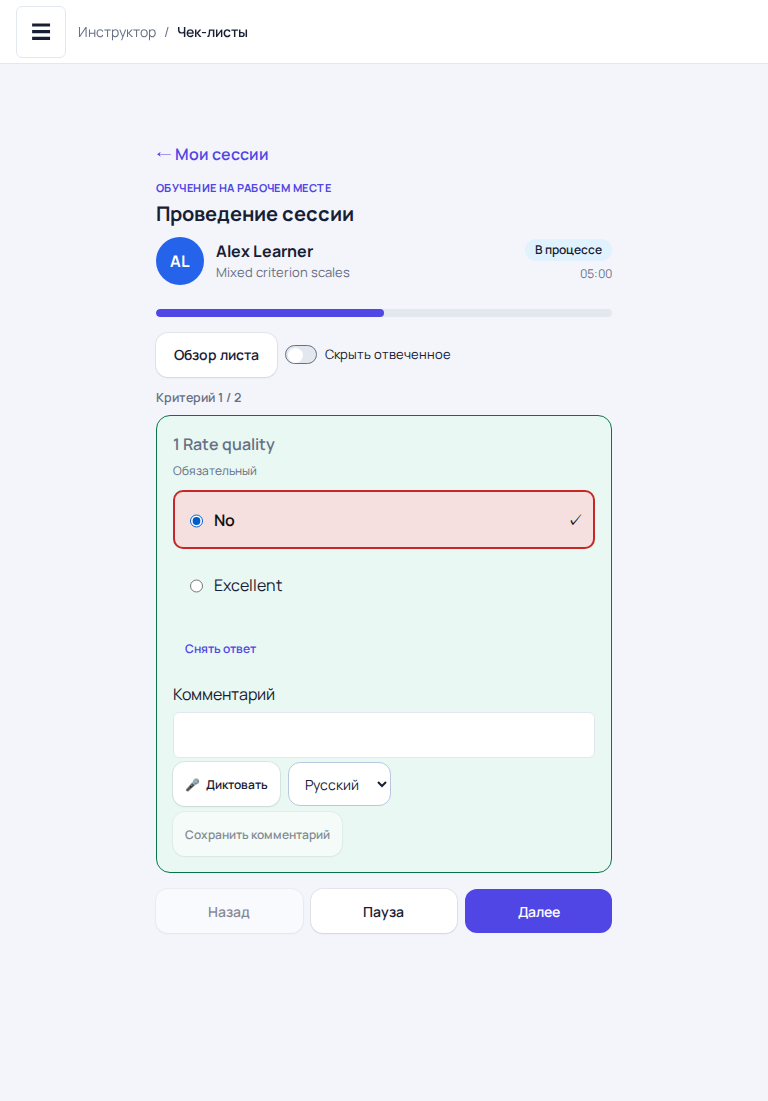 Инструктор / Чек-листы
← Мои сессии
ОБУЧЕНИЕ НА РАБОЧЕМ МЕСТЕ
Проведение сессии
AL
Alex Learner
Mixed criterion scales
В процессе
05:00
Обзор листа
Скрыть отвеченное
Критерий 1 / 2
1 Rate quality
Обязательный
No ✓
Excellent
Снять ответ
Комментарий
🎤 Диктовать
Русский
Сохранить комментарий
Назад
Пауза
Далее